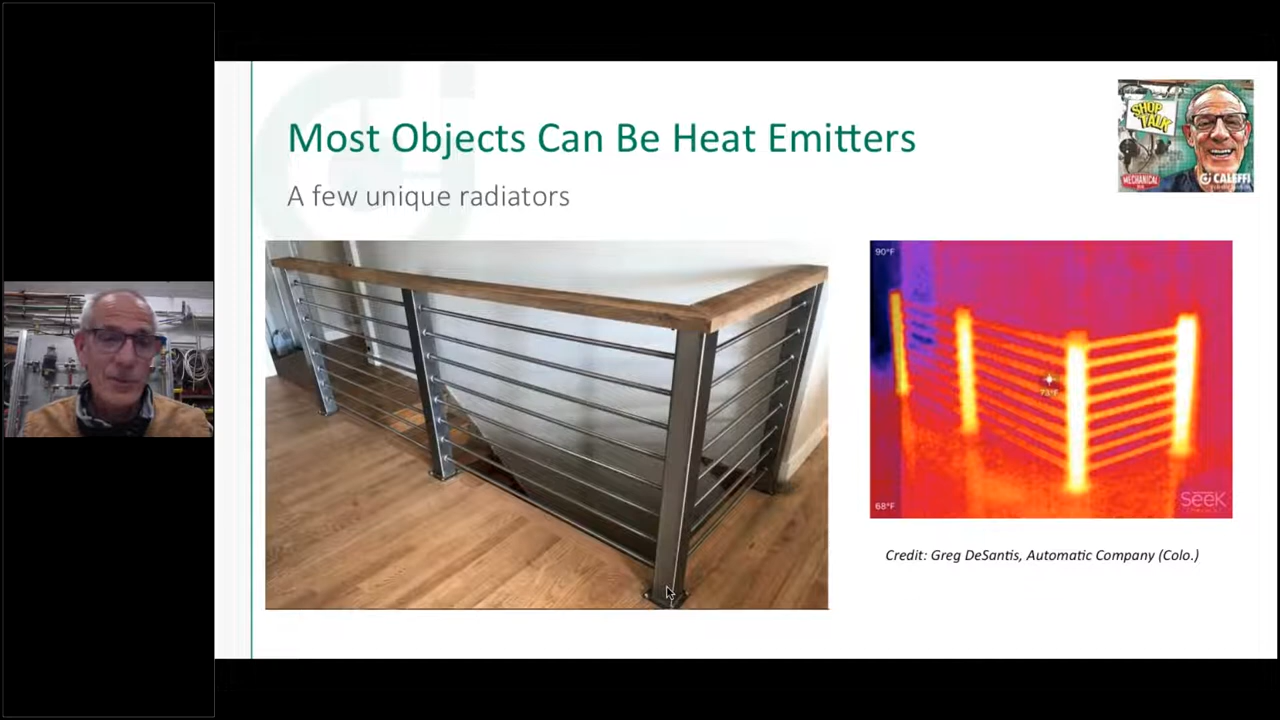 Most Objects Can Be Heat Emitters
A few unique radiators
SHOP
TALK
MECHANICAL
CALEFFI
90°F
73°F
68°F
Seek
Credit: Greg DeSantis, Automatic Company (Colo.)